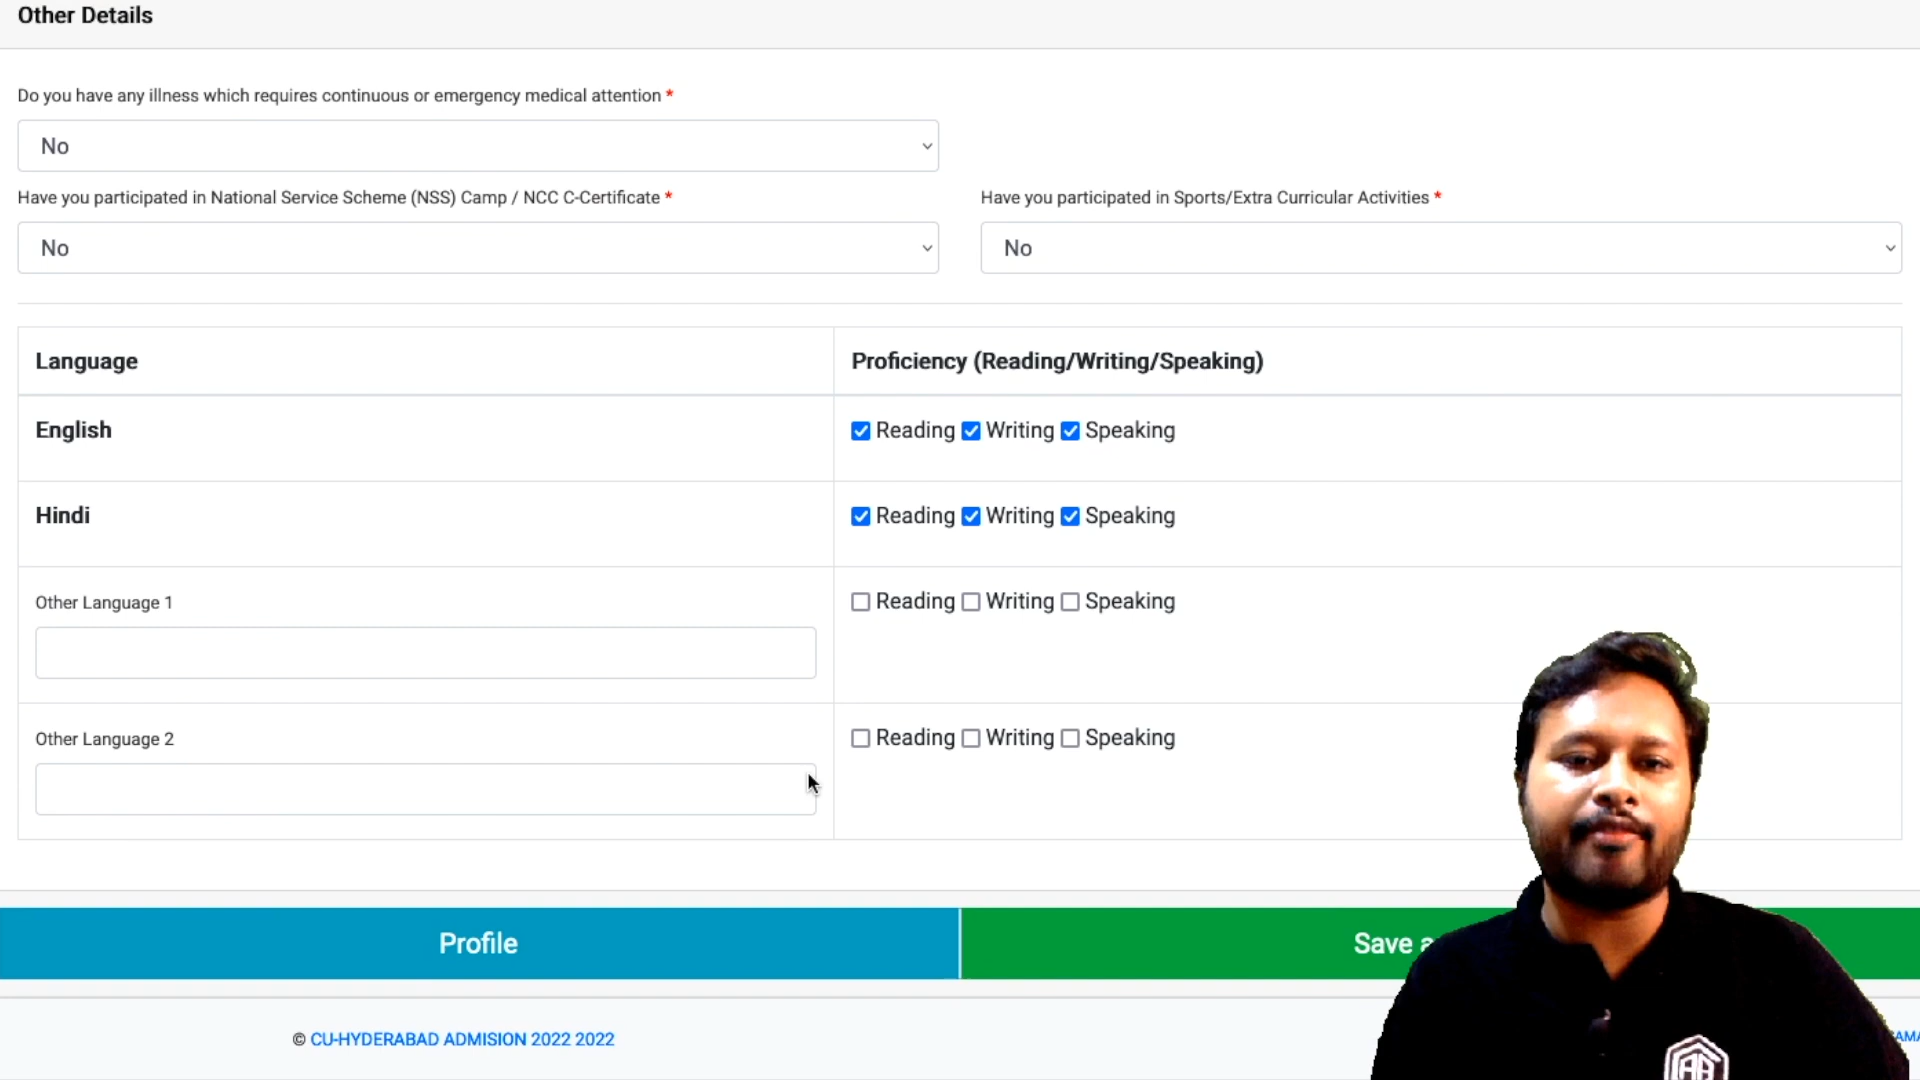 Other Details
Do you have any illness which requires continuous or emergency medical attention *
No
Have you participated in National Service Scheme (NSS) Camp / NCC C-Certificate *
Have you participated in Sports/Extra Curricular Activities *
No
No
Language
Proficiency (Reading/Writing/Speaking)
English
Reading Writing Speaking
Hindi
Reading Writing Speaking
Other Language 1
Reading Writing Speaking
Other Language 2
Reading Writing Speaking
Profile
Save
© CU-HYDERABAD ADMISION 2022 2022